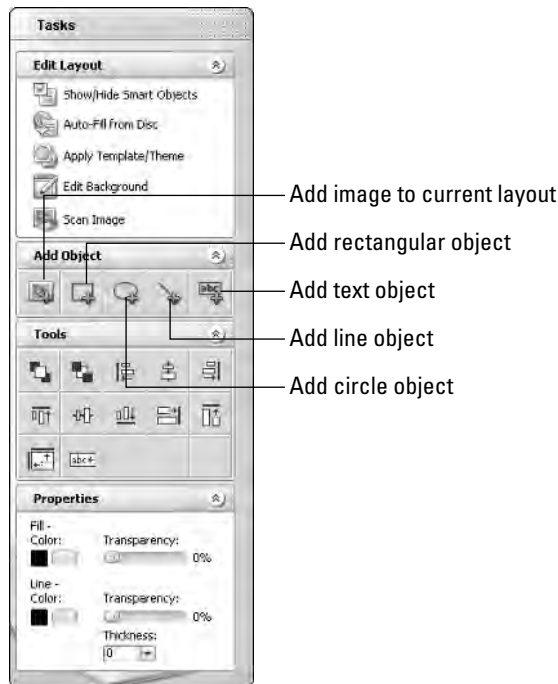 Tasks
Edit Layout
Show/Hide Smart Objects
Auto-Fill from Disc
Apply Template/Theme
Edit Background
Scan Image
Add Object
abc
Tools
abc
Properties
Fill -
Color: Transparency:
0%
Line -
Color: Transparency:
0%
Thickness:
0
Add image to current layout
Add rectangular object
Add text object
Add line object
Add circle object